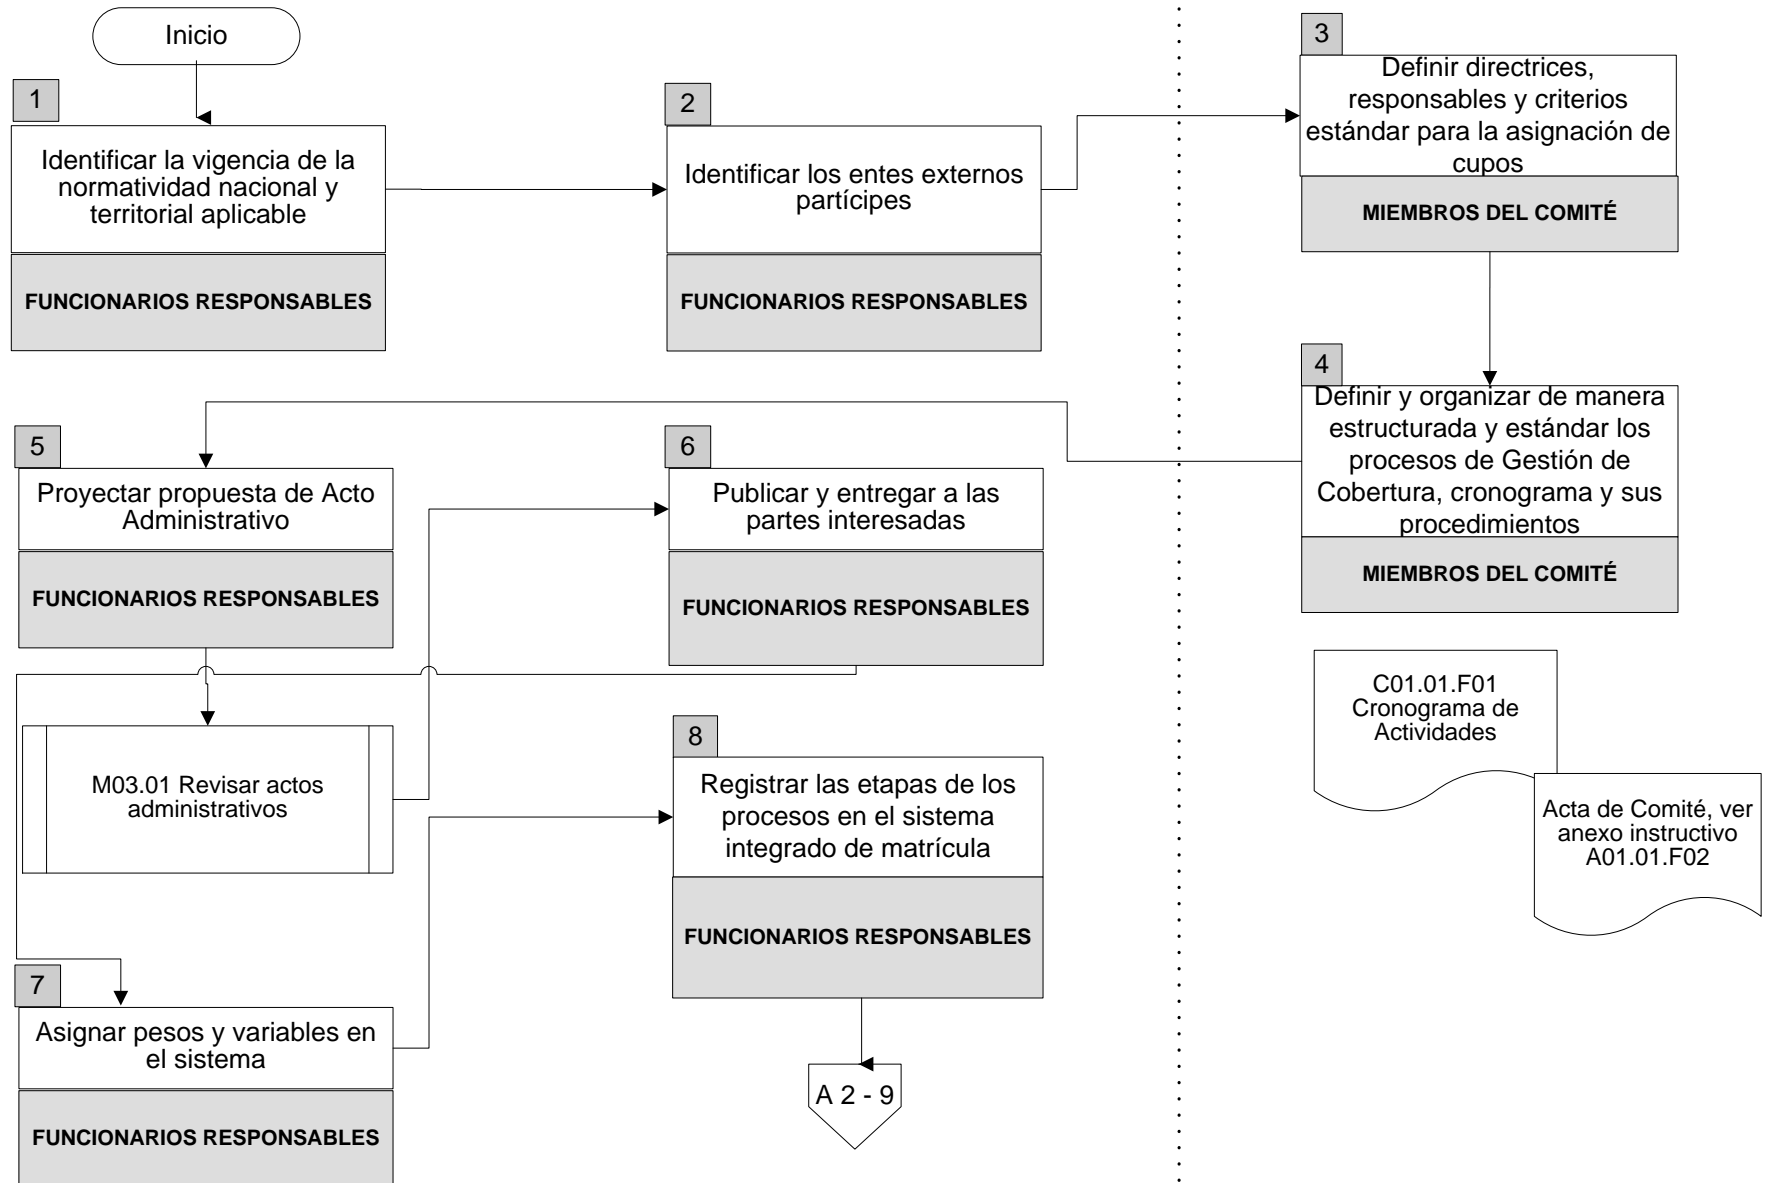 Inicio
1
Identificar la vigencia de la
normatividad nacional y
territorial aplicable
FUNCIONARIOS RESPONSABLES
2
Identificar los entes externos
partícipes
FUNCIONARIOS RESPONSABLES
3
Definir directrices,
responsables y criterios
estándar para la asignación de
cupos
MIEMBROS DEL COMITÉ
4
Definir y organizar de manera
estructurada y estándar los
procesos de Gestión de
Cobertura, cronograma y sus
procedimientos
MIEMBROS DEL COMITÉ
C01.01.F01
Cronograma de
Actividades
Acta de Comité, ver
anexo instructivo
A01.01.F02
5
Proyectar propuesta de Acto
Administrativo
FUNCIONARIOS RESPONSABLES
M03.01 Revisar actos
administrativos
6
Publicar y entregar a las
partes interesadas
FUNCIONARIOS RESPONSABLES
7
Asignar pesos y variables en
el sistema
FUNCIONARIOS RESPONSABLES
8
Registrar las etapas de los
procesos en el sistema
integrado de matrícula
FUNCIONARIOS RESPONSABLES
A 2 - 9